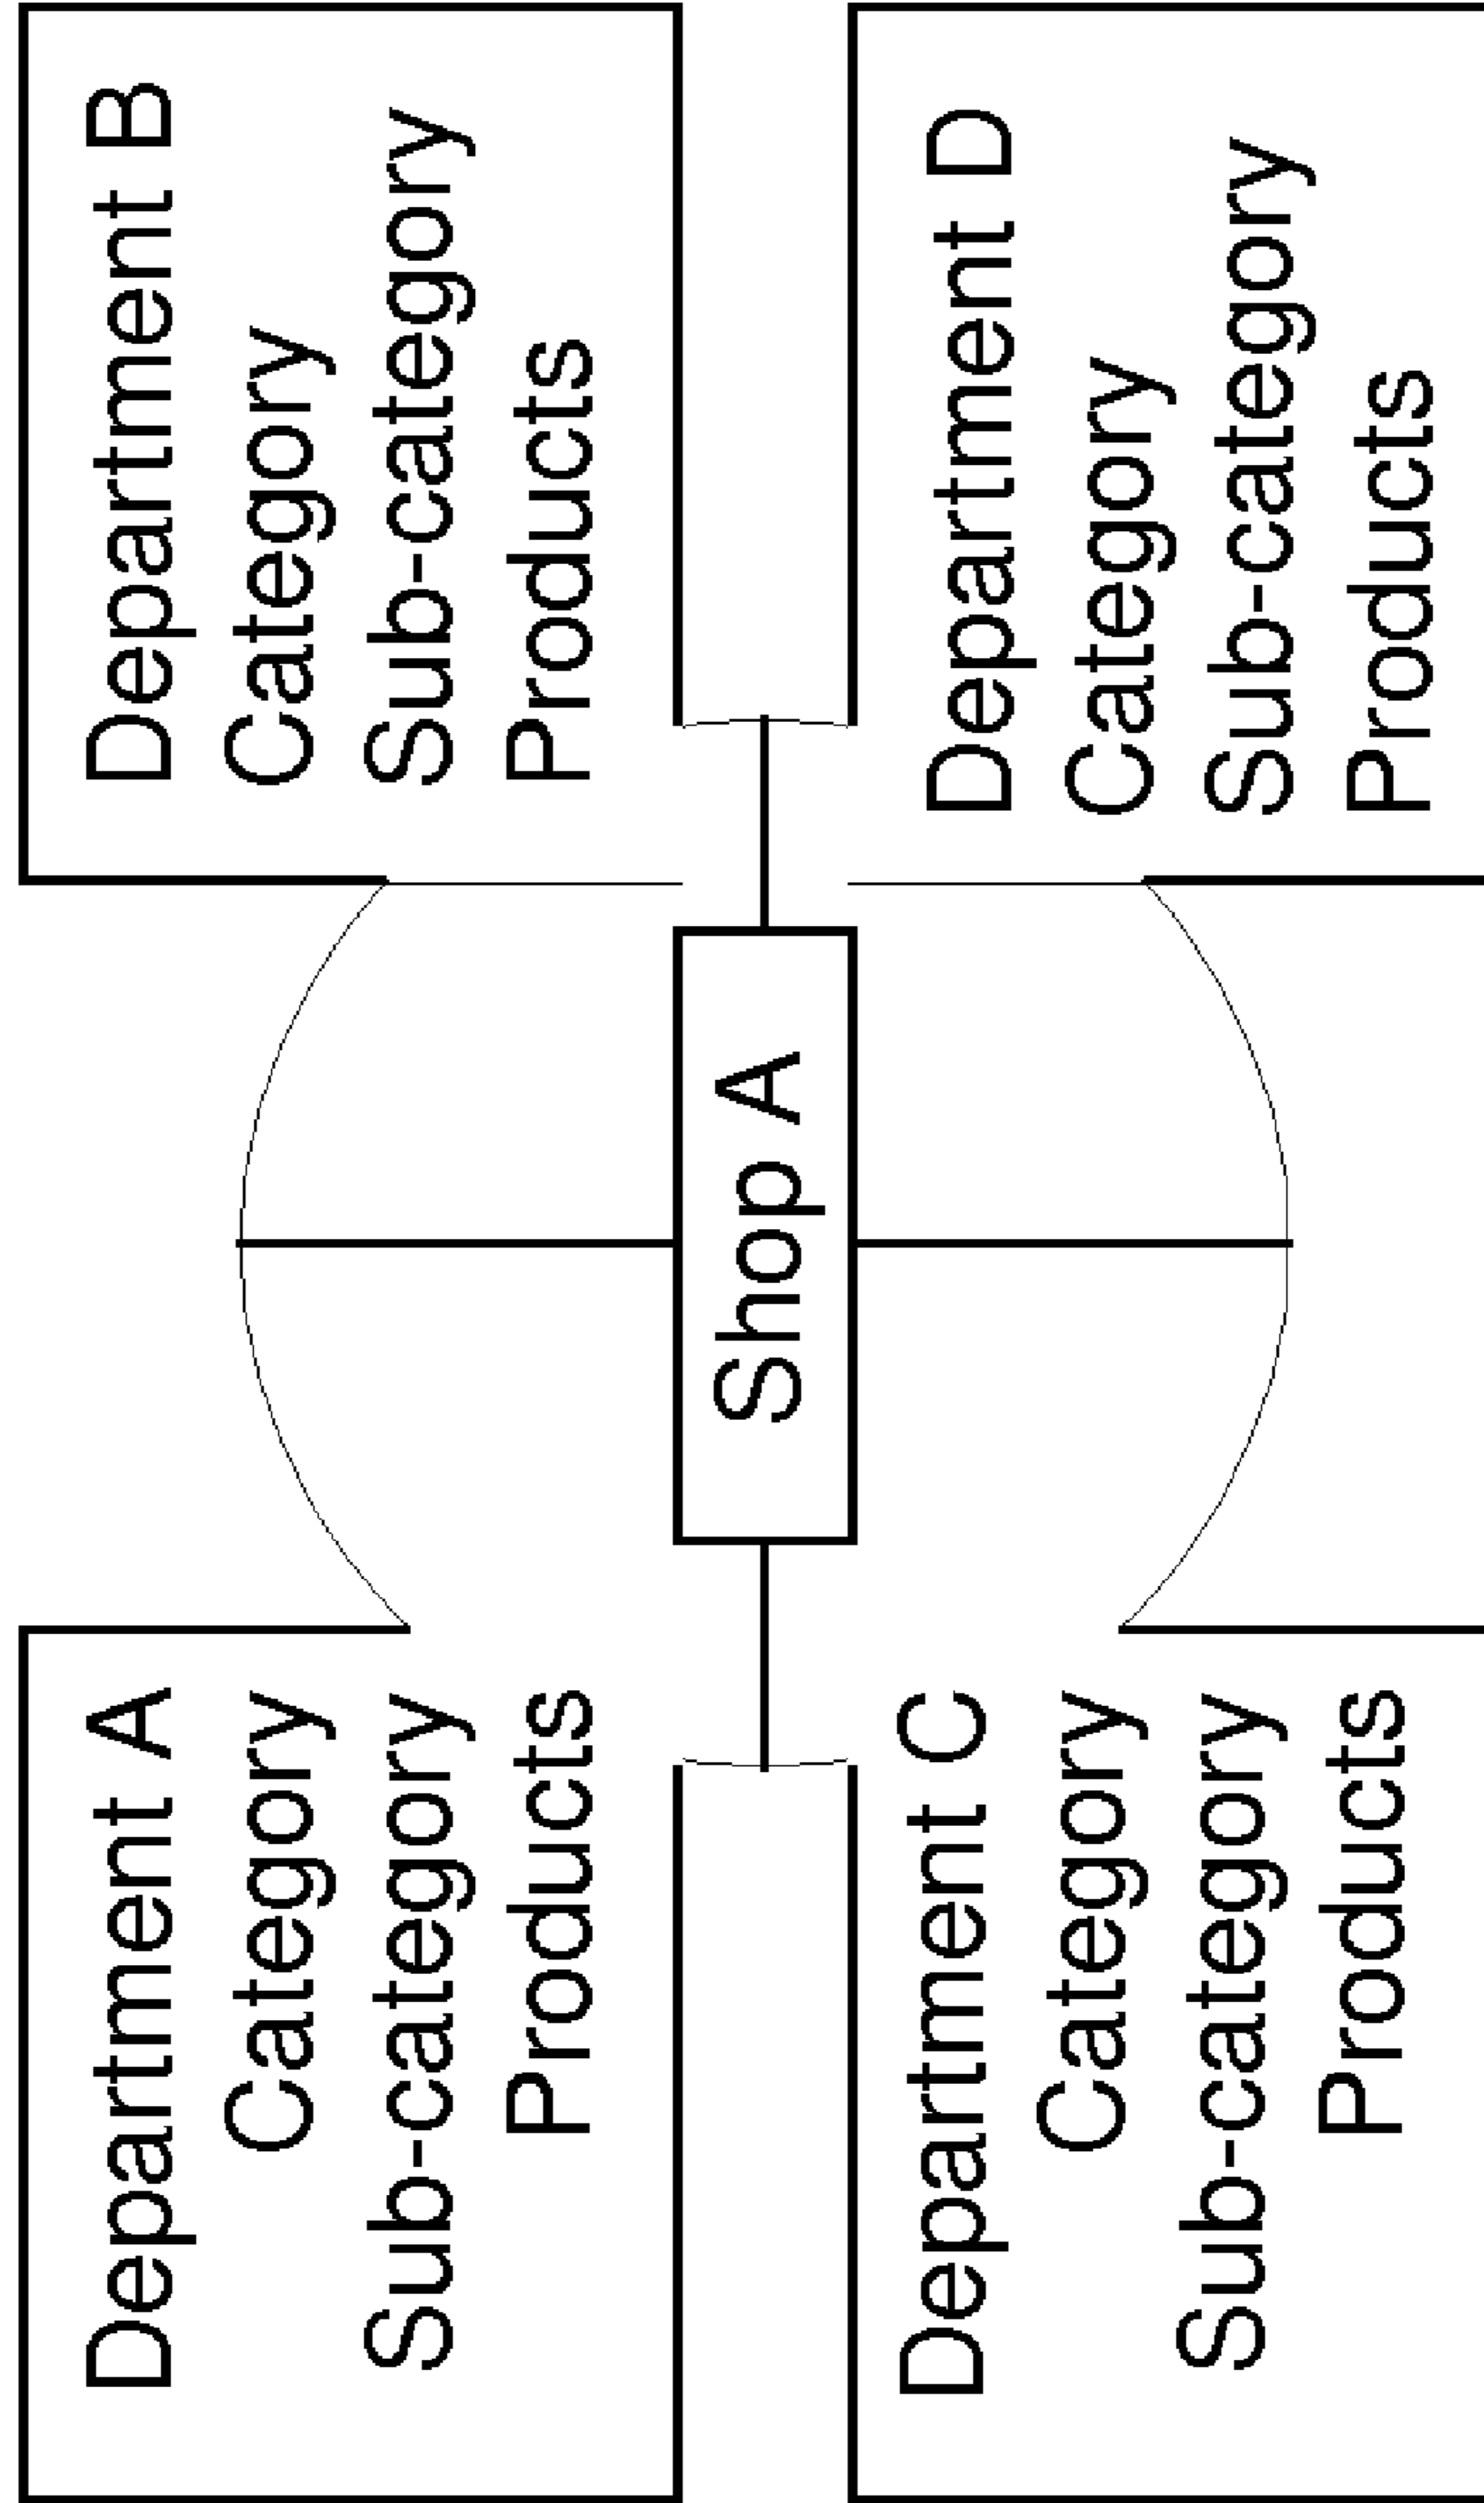 Department A
Category
Sub-category
Products
Department B
Category
Sub-category
Products
Shop A
Department C
Category
Sub-category
Products
Department D
Category
Sub-category
Products